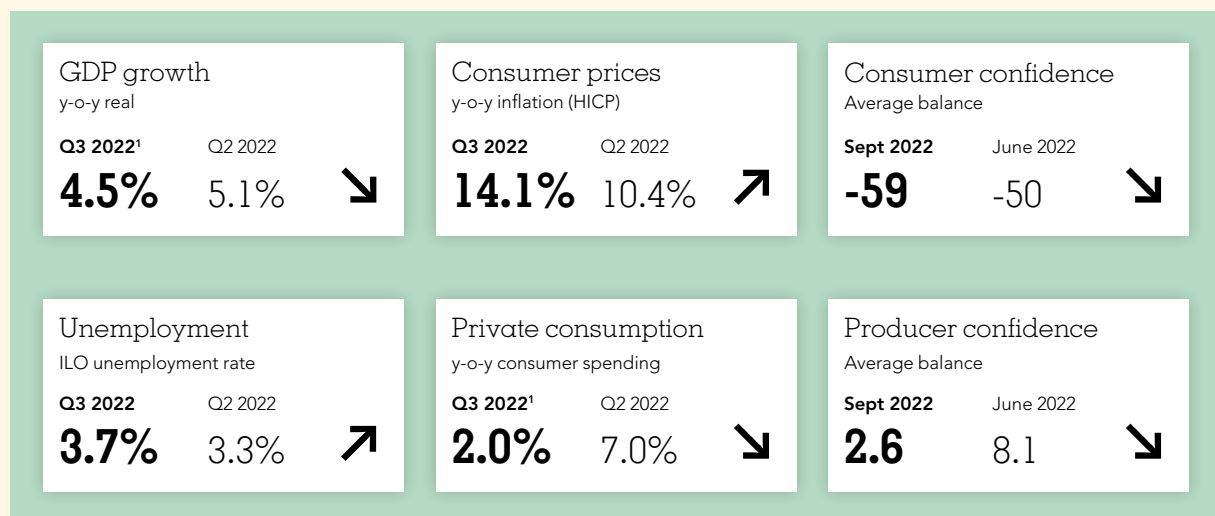 GDP growth
y-o-y real
Q3 2022¹ Q2 2022
4.5% 5.1%
Consumer prices
y-o-y inflation (HICP)
Q3 2022 Q2 2022
14.1% 10.4%
Consumer confidence
Average balance
Sept 2022 June 2022
-59 -50
Unemployment
ILO unemployment rate
Q3 2022 Q2 2022
3.7% 3.3%
Private consumption
y-o-y consumer spending
Q3 2022¹ Q2 2022
2.0% 7.0%
Producer confidence
Average balance
Sept 2022 June 2022
2.6 8.1